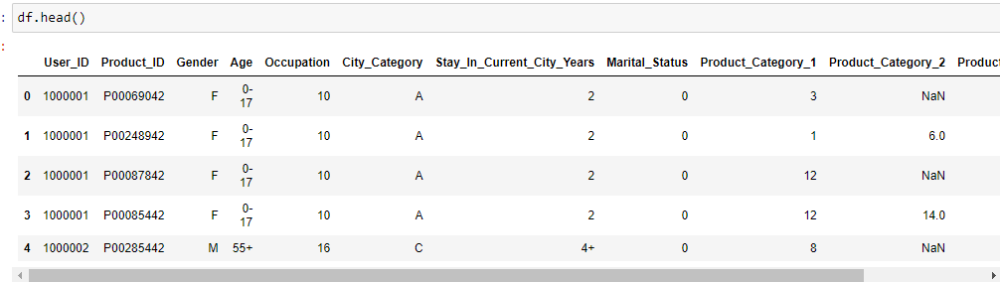 : df.head()
:
User_ID Product_ID Gender Age Occupation City_Category Stay_In_Current_City_Years Marital_Status Product_Category_1 Product_Category_2 Product
0 1000001 P00069042 F 0-17 10 A 2 0 3 NaN
1 1000001 P00248942 F 0-17 10 A 2 0 1 6.0
2 1000001 P00087842 F 0-17 10 A 2 0 12 NaN
3 1000001 P00085442 F 0-17 10 A 2 0 12 14.0
4 1000002 P00285442 M 55+ 16 C 4+ 0 8 NaN